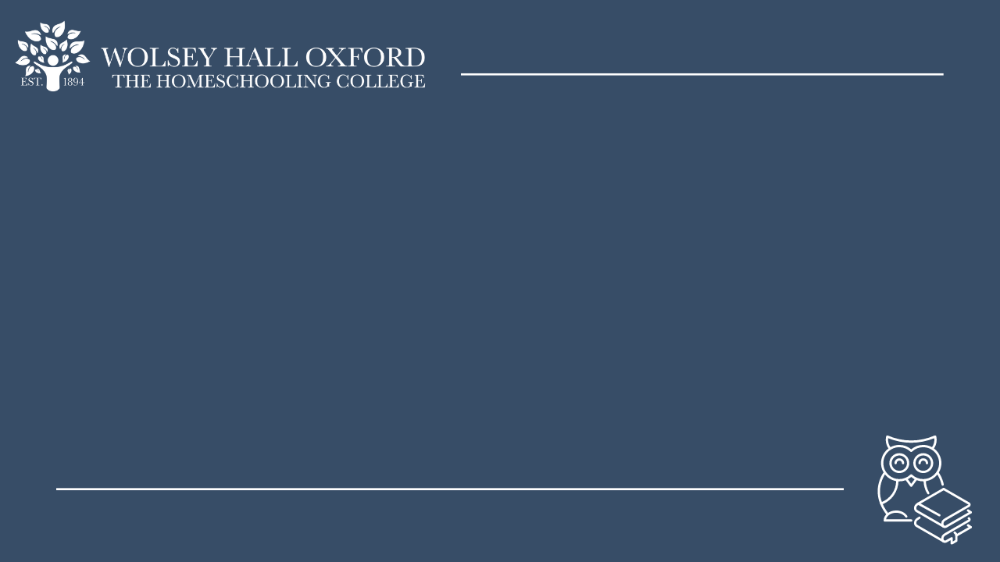 WOLSEY HALL OXFORD
THE HOMESCHOOLING COLLEGE
EST. 1894